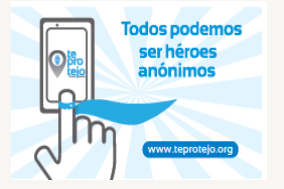 Todos podemos
ser héroes
anónimos
te
pro
tejo
www.teprotejo.org